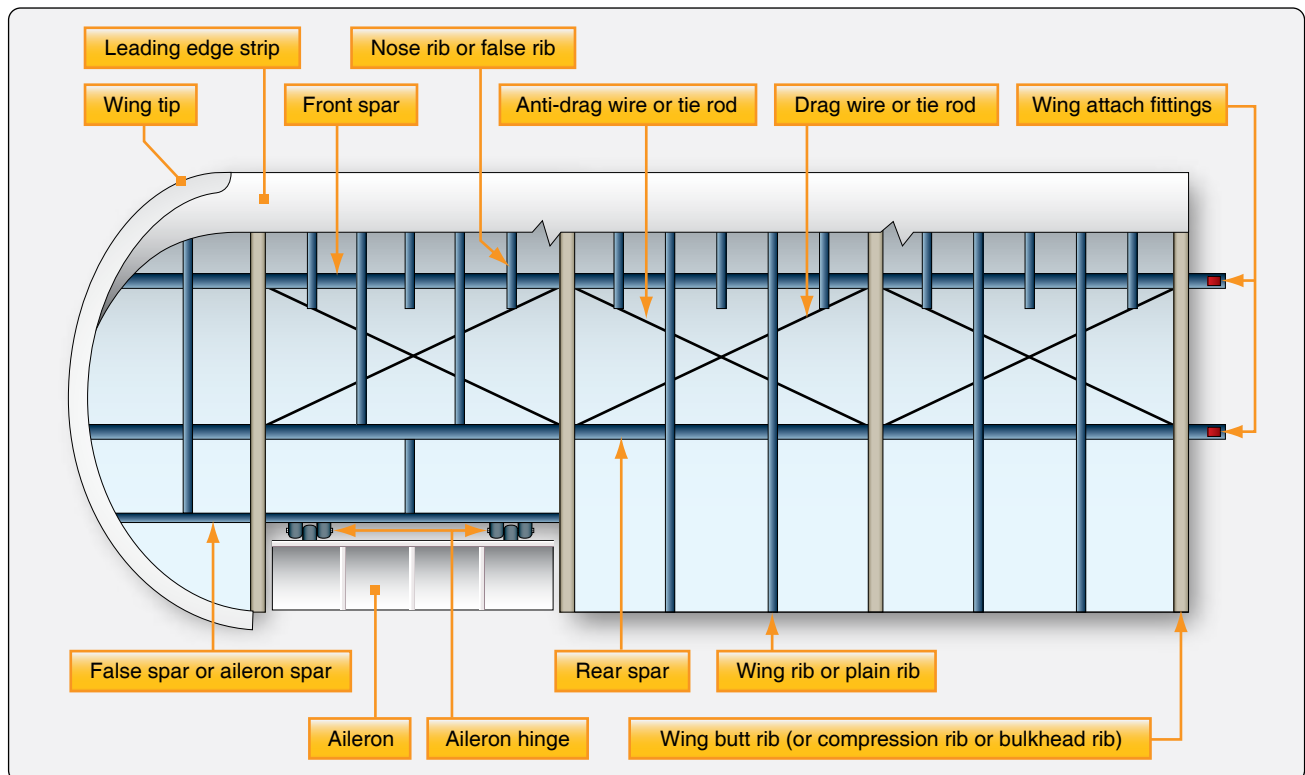 Leading edge strip
Nose rib or false rib
Wing tip
Front spar
Anti-drag wire or tie rod
Drag wire or tie rod
Wing attach fittings
False spar or aileron spar
Rear spar
Wing rib or plain rib
Aileron
Aileron hinge
Wing butt rib (or compression rib or bulkhead rib)